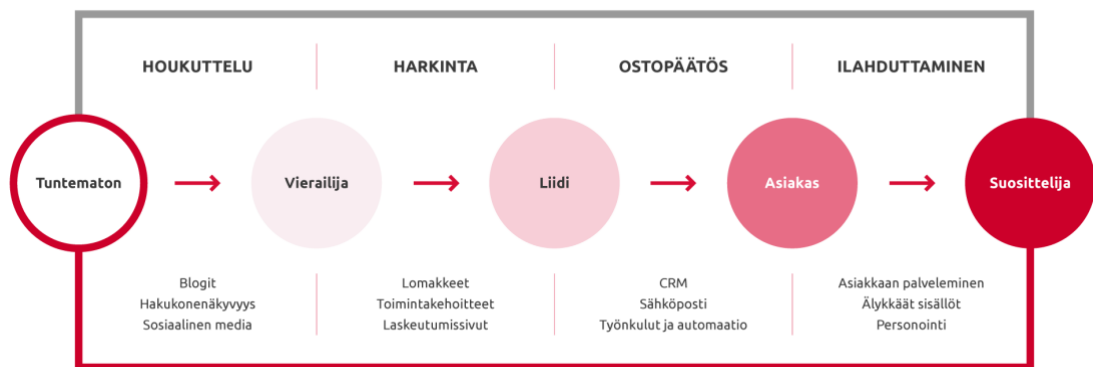 HOUKUTTELU
HARKINTA
OSTOPÄÄTÖS
ILAHDUTTAMINEN
Tuntematon
Vierailija
Liidi
Asiakas
Suosittelija
Blogit
Hakukonenäkyvyys
Sosiaalinen media
Lomakkeet
Toimintakehoitteet
Laskeutumissivut
CRM
Sähköposti
Työnkulut ja automaatio
Asiakkaan palveleminen
Älykkäät sisällöt
Personointi